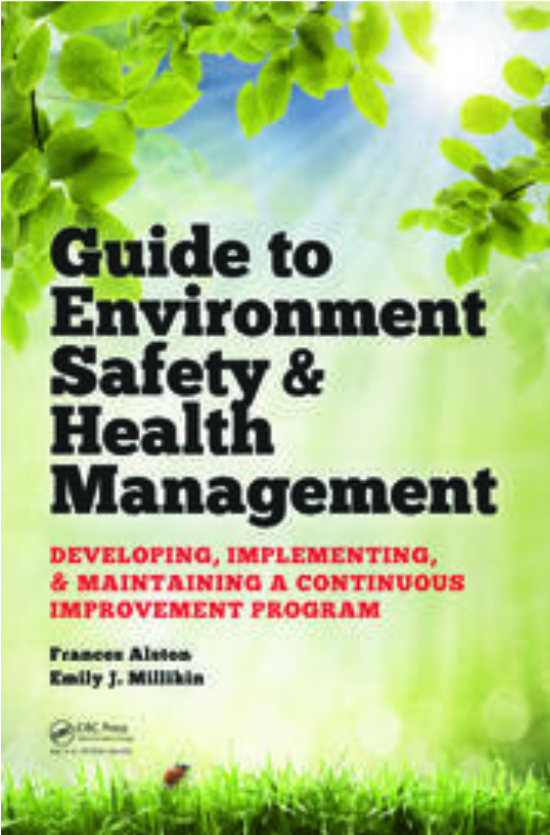 Guide to
Environment
Safety &
Health
Management
DEVELOPING, IMPLEMENTING,
& MAINTAINING A CONTINUOUS
IMPROVEMENT PROGRAM
Frances Alston
Emily J. Millikin
CRC Press